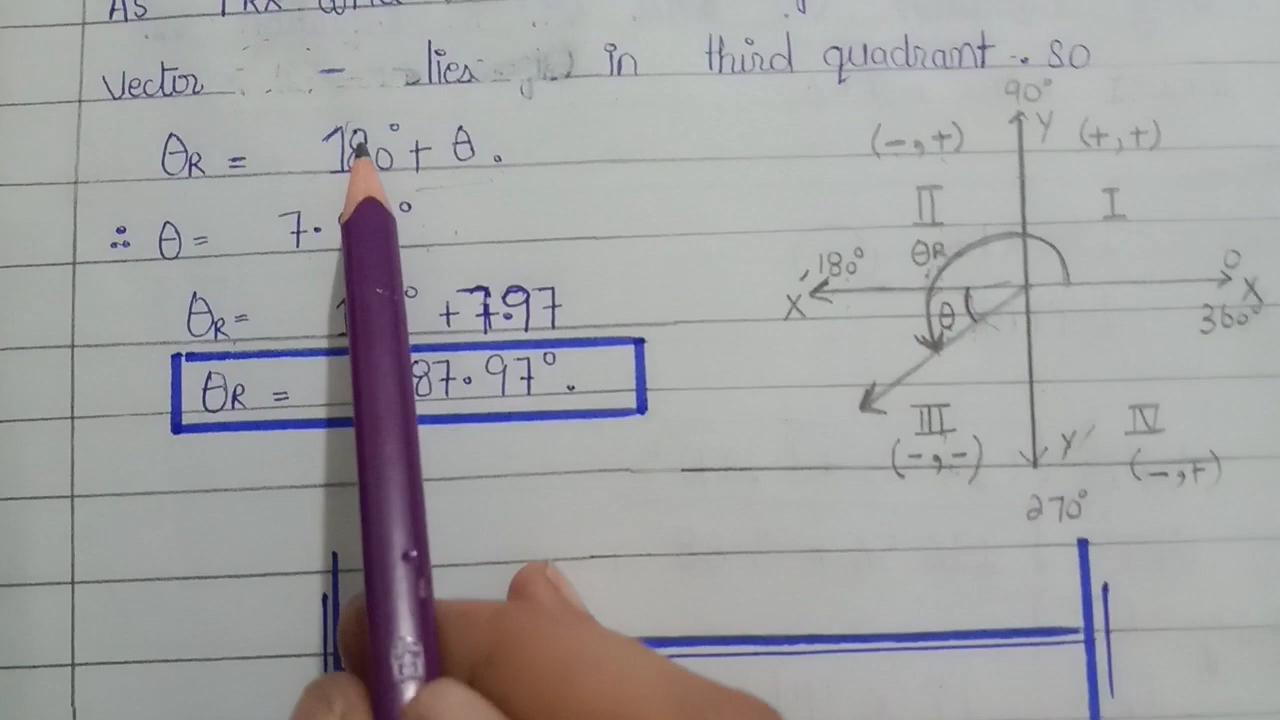 AS
vector - lies in third quadrant . so
θR = 180° + θ .
∴ θ = 7. °
θR = ° + 7.97
θR = 87.97° .
90°
(-,+) Y (+,+)
II I
180° θR 0
X' θ X
360°
III IV
(-,-) Y' (-,+)
270°